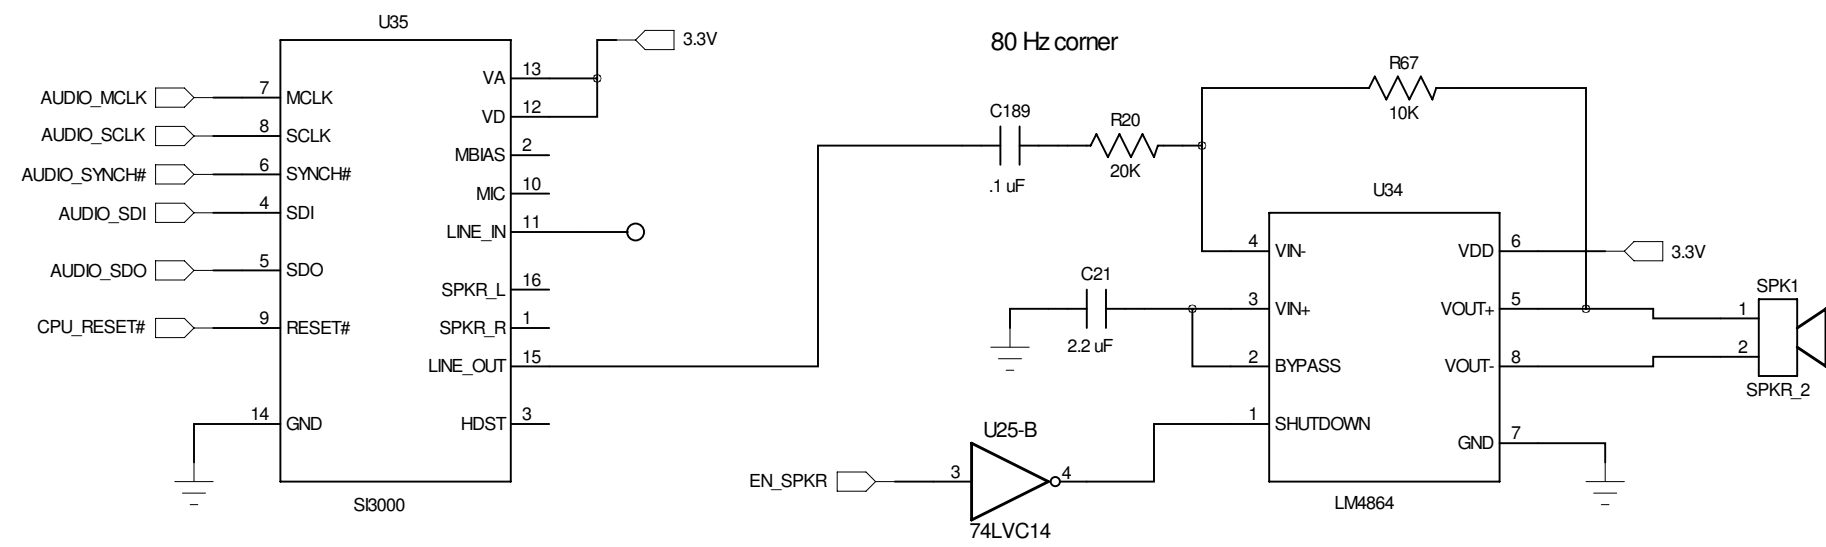 U35
3.3V
80 Hz corner
R67
10K
AUDIO_MCLK
7
MCLK
VA
13
AUDIO_SCLK
8
SCLK
VD
12
C189
.1 uF
R20
20K
AUDIO_SYNCH#
6
SYNCH#
MBIAS
2
MIC
10
AUDIO_SDI
4
SDI
LINE_IN
11
AUDIO_SDO
5
SDO
SPKR_L
16
CPU_RESET#
9
RESET#
SPKR_R
1
LINE_OUT
15
14
GND
HDST
3
SI3000
U34
4
VIN-
VDD
6
3.3V
C21
2.2 uF
3
VIN+
VOUT+
5
SPK1
1
2
SPKR_2
2
BYPASS
VOUT-
8
1
SHUTDOWN
GND
7
LM4864
U25-B
EN_SPKR
3
4
74LVC14